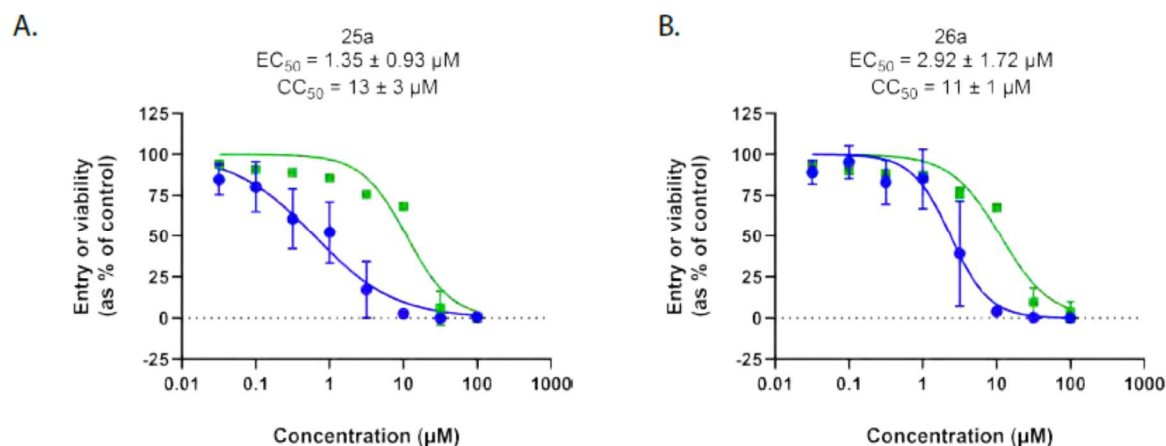 A.
25a
EC50 = 1.35 ± 0.93 µM
CC50 = 13 ± 3 µM
Entry or viability
(as % of control)
125
100
75
50
25
0
-25
0.01 0.1 1 10 100 1000
Concentration (µM)
B.
26a
EC50 = 2.92 ± 1.72 µM
CC50 = 11 ± 1 µM
Entry or viability
(as % of control)
125
100
75
50
25
0
-25
0.01 0.1 1 10 100 1000
Concentration (µM)